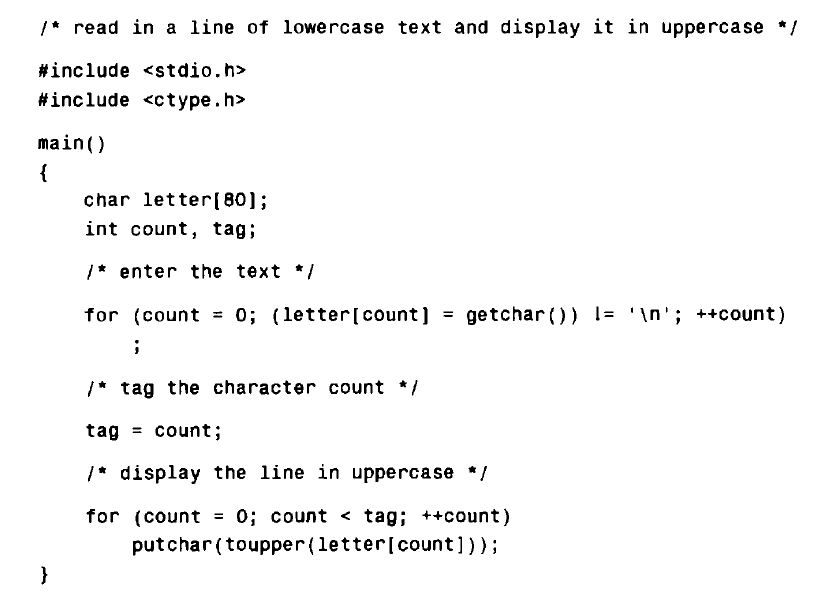 /* read in a line of lowercase text and display it in uppercase */
#include <stdio.h>
#include <ctype.h>
main()
{
char letter[80];
int count, tag;
/* enter the text */
for (count = 0; (letter[count] = getchar()) != '\n'; ++count)
;
/* tag the character count */
tag = count;
/* display the line in uppercase */
for (count = 0; count < tag; ++count)
putchar(toupper(letter[count]));
}